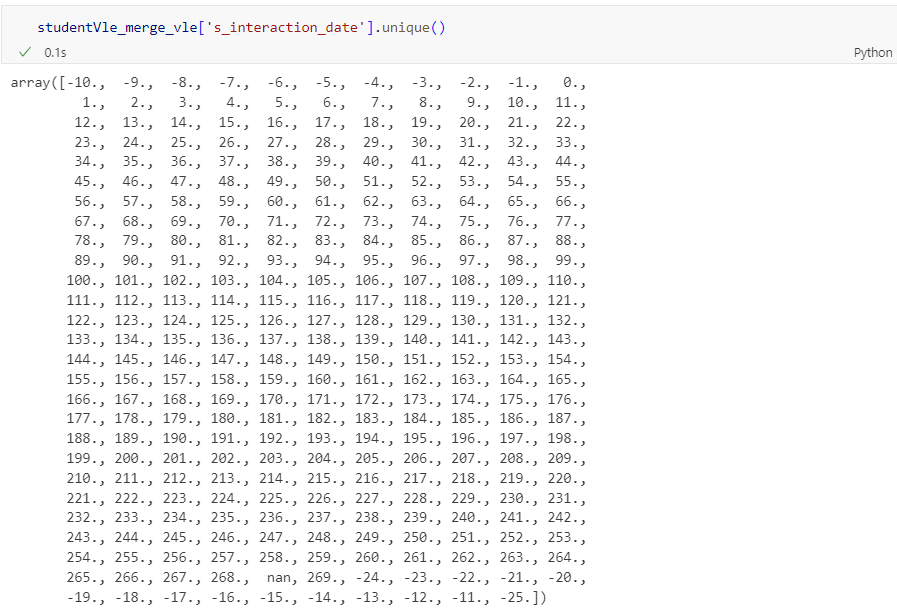 studentVle_merge_vle['s_interaction_date'].unique()
✓ 0.1s Python
array([-10., -9., -8., -7., -6., -5., -4., -3., -2., -1., 0.,
1., 2., 3., 4., 5., 6., 7., 8., 9., 10., 11.,
12., 13., 14., 15., 16., 17., 18., 19., 20., 21., 22.,
23., 24., 25., 26., 27., 28., 29., 30., 31., 32., 33.,
34., 35., 36., 37., 38., 39., 40., 41., 42., 43., 44.,
45., 46., 47., 48., 49., 50., 51., 52., 53., 54., 55.,
56., 57., 58., 59., 60., 61., 62., 63., 64., 65., 66.,
67., 68., 69., 70., 71., 72., 73., 74., 75., 76., 77.,
78., 79., 80., 81., 82., 83., 84., 85., 86., 87., 88.,
89., 90., 91., 92., 93., 94., 95., 96., 97., 98., 99.,
100., 101., 102., 103., 104., 105., 106., 107., 108., 109., 110.,
111., 112., 113., 114., 115., 116., 117., 118., 119., 120., 121.,
122., 123., 124., 125., 126., 127., 128., 129., 130., 131., 132.,
133., 134., 135., 136., 137., 138., 139., 140., 141., 142., 143.,
144., 145., 146., 147., 148., 149., 150., 151., 152., 153., 154.,
155., 156., 157., 158., 159., 160., 161., 162., 163., 164., 165.,
166., 167., 168., 169., 170., 171., 172., 173., 174., 175., 176.,
177., 178., 179., 180., 181., 182., 183., 184., 185., 186., 187.,
188., 189., 190., 191., 192., 193., 194., 195., 196., 197., 198.,
199., 200., 201., 202., 203., 204., 205., 206., 207., 208., 209.,
210., 211., 212., 213., 214., 215., 216., 217., 218., 219., 220.,
221., 222., 223., 224., 225., 226., 227., 228., 229., 230., 231.,
232., 233., 234., 235., 236., 237., 238., 239., 240., 241., 242.,
243., 244., 245., 246., 247., 248., 249., 250., 251., 252., 253.,
254., 255., 256., 257., 258., 259., 260., 261., 262., 263., 264.,
265., 266., 267., 268., nan, 269., -24., -23., -22., -21., -20.,
-19., -18., -17., -16., -15., -14., -13., -12., -11., -25.])